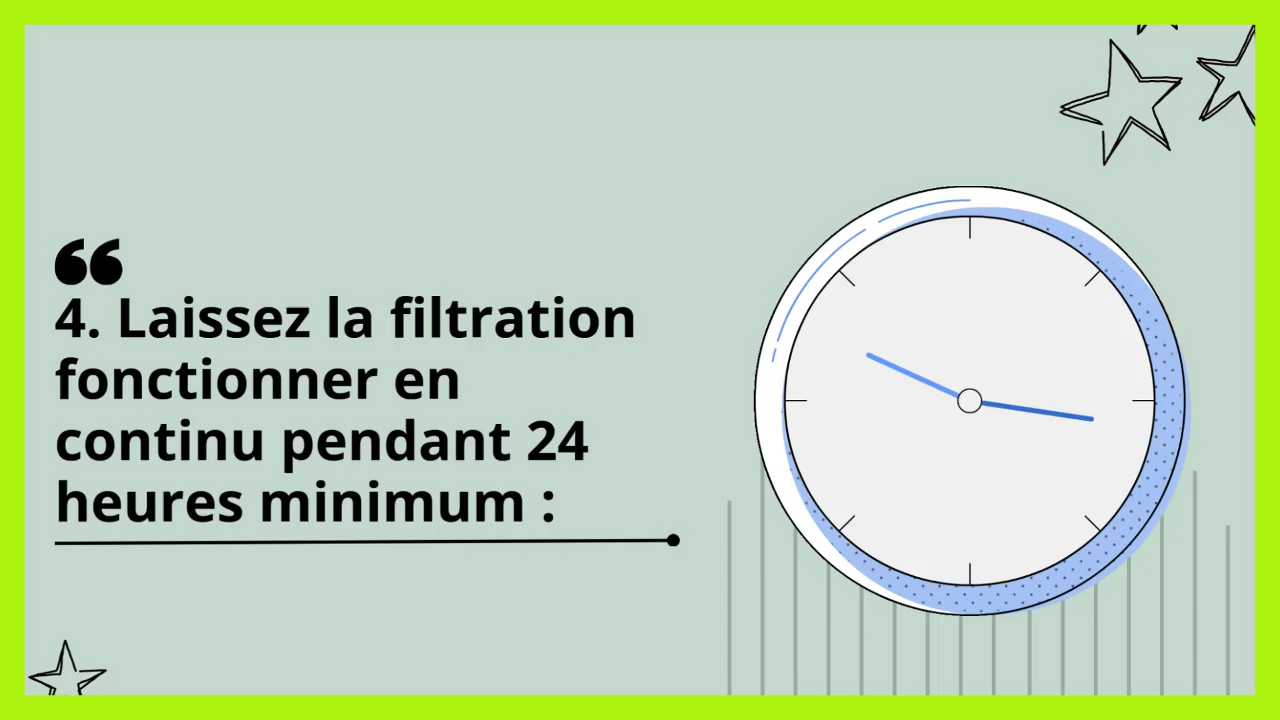 ❝
4. Laissez la filtration
fonctionner en
continu pendant 24
heures minimum :